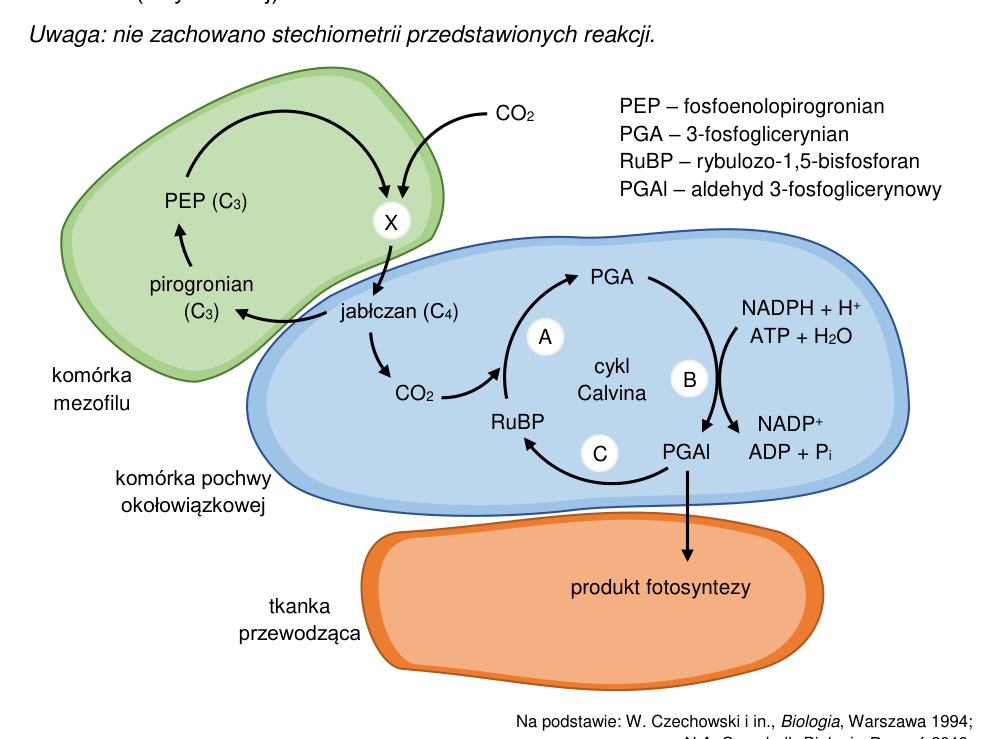 Uwaga: nie zachowano stechiometrii przedstawionych reakcji.
CO₂
PEP – fosfoenolopirogronian
PGA – 3-fosfoglicerynian
RuBP – rybulozo-1,5-bisfosforan
PGAl – aldehyd 3-fosfoglicerynowy
PEP (C₃)
X
pirogronian
(C₃)
jabłczan (C₄)
komórka
mezofilu
PGA
NADPH + H⁺
ATP + H₂O
A
cykl
Calvina
B
CO₂
RuBP
NADP⁺
ADP + Pᵢ
C
PGAl
komórka pochwy
okołowiązkowej
produkt fotosyntezy
tkanka
przewodząca
Na podstawie: W. Czechowski i in., Biologia, Warszawa 1994;